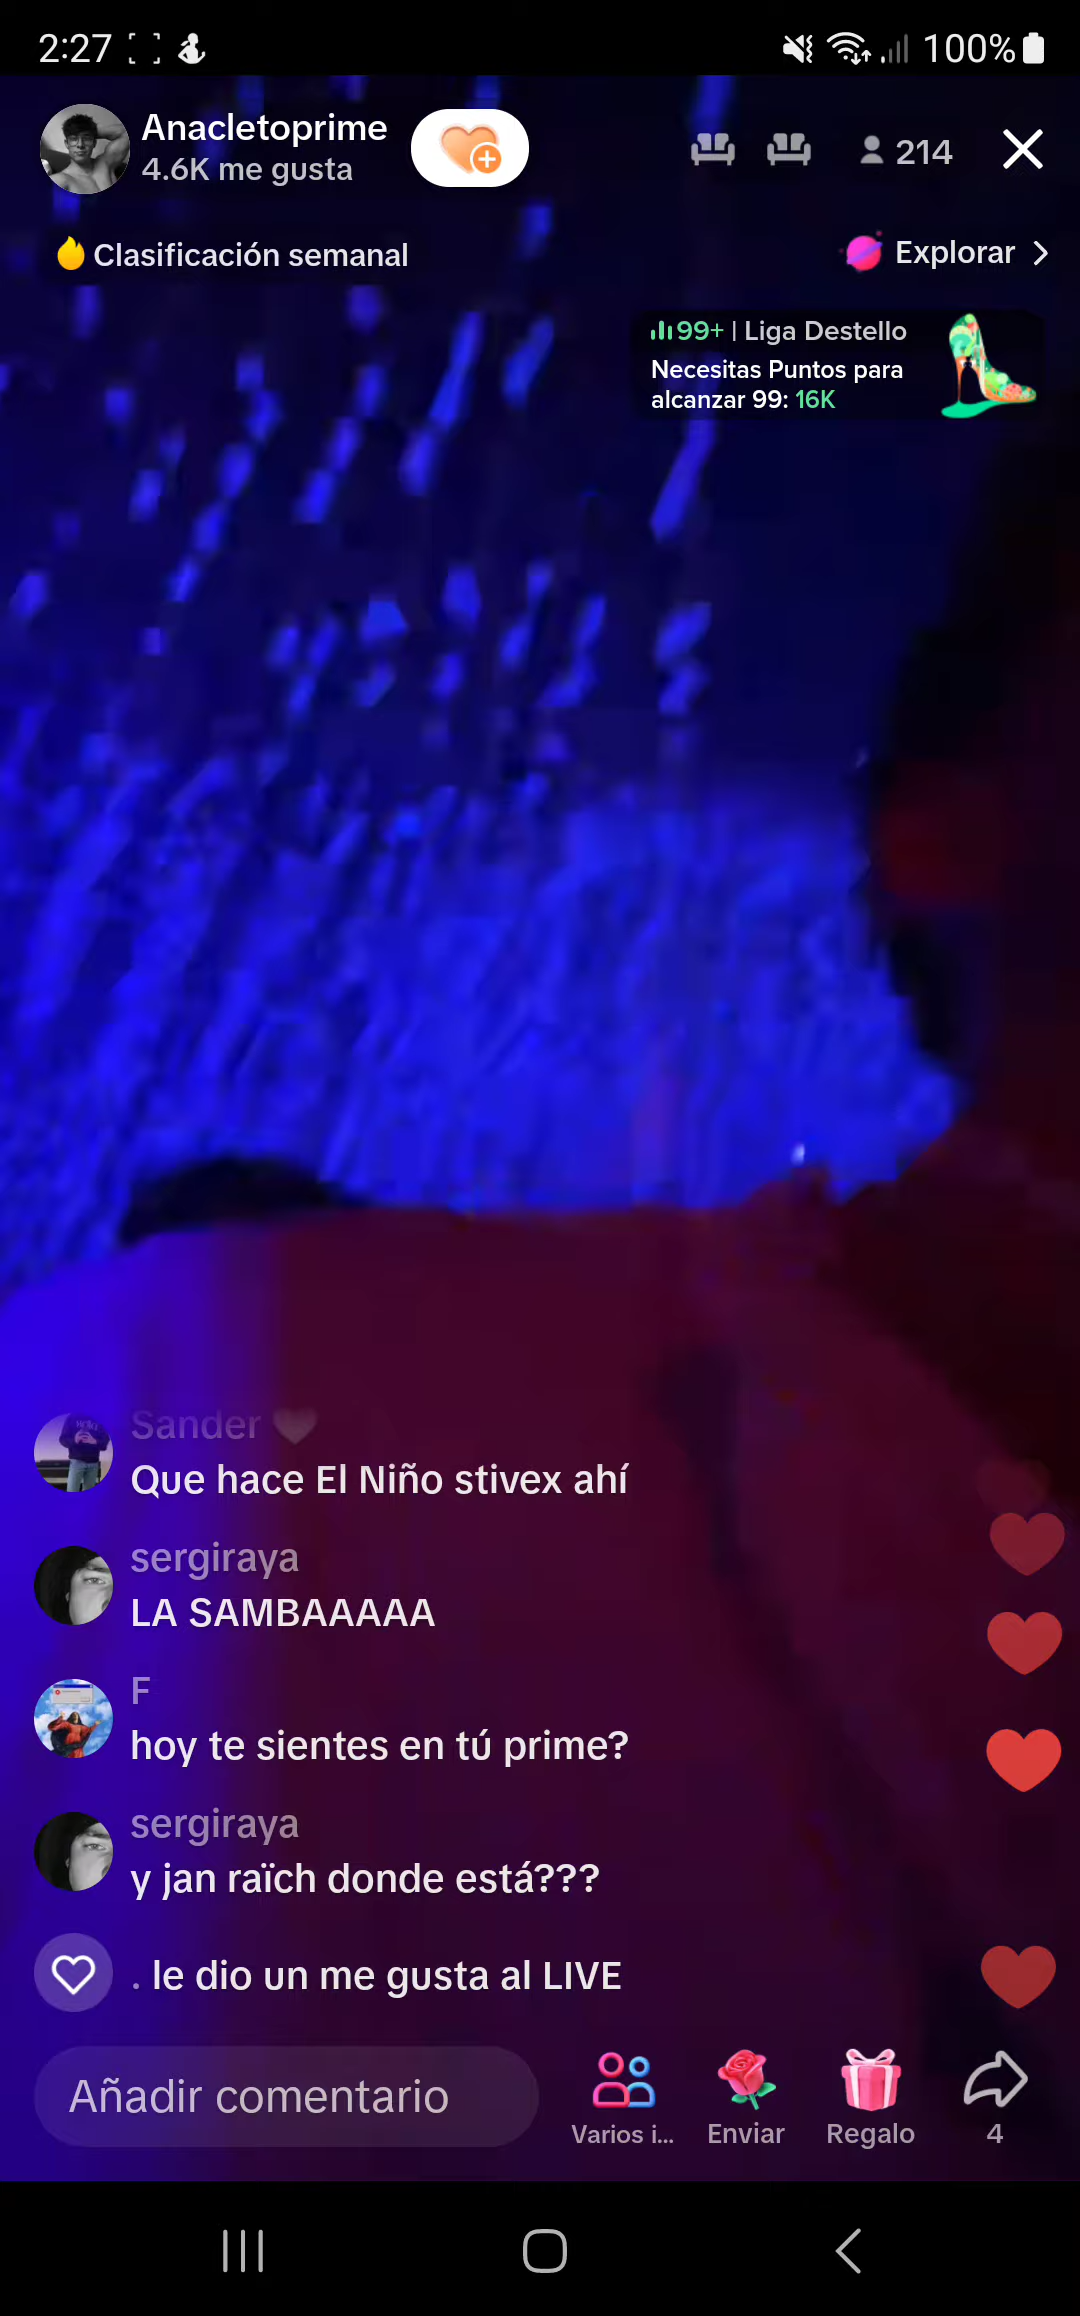 2:27
100%
Anacletoprime
4.6K me gusta
214
Clasificación semanal
Explorar
99+ | Liga Destello
Necesitas Puntos para
alcanzar 99: 16K
Sander
Que hace El Niño stivex ahí
sergiraya
LA SAMBAAAAA
F
hoy te sientes en tú prime?
sergiraya
y jan raïch donde está???
. le dio un me gusta al LIVE
Añadir comentario
Varios i...
Enviar
Regalo
4